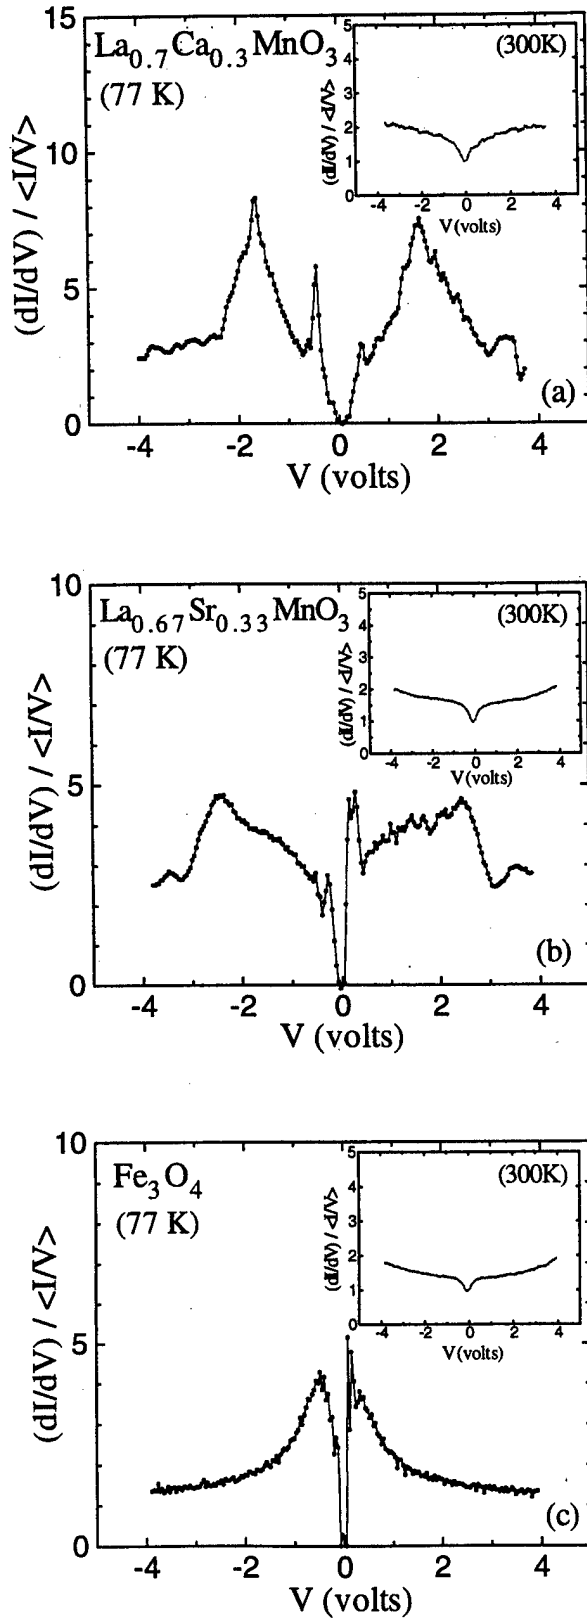 La0.7Ca0.3MnO3
(77 K)
(300K)
(dI/dV) / <I/V>
5
4
3
2
1
0
-4 -2 0 2 4
V(volts)
15
10
5
0
((dI/dV) / <I/V>
-4 -2 0 2 4
V (volts)
(a)
La0.67Sr0.33MnO3
(77 K)
(300K)
(dI/dV) / <I/V>
5
4
3
2
1
0
-4 -2 0 2 4
V(volts)
10
5
0
(dI/dV) / <I/V>
-4 -2 0 2 4
V (volts)
(b)
Fe3O4
(77 K)
(300K)
(dI/dV) / <I/V>
5
4
3
2
1
0
-4 -2 0 2 4
V(volts)
10
5
0
(dI/dV) / <I/V>
-4 -2 0 2 4
V (volts)
(c)